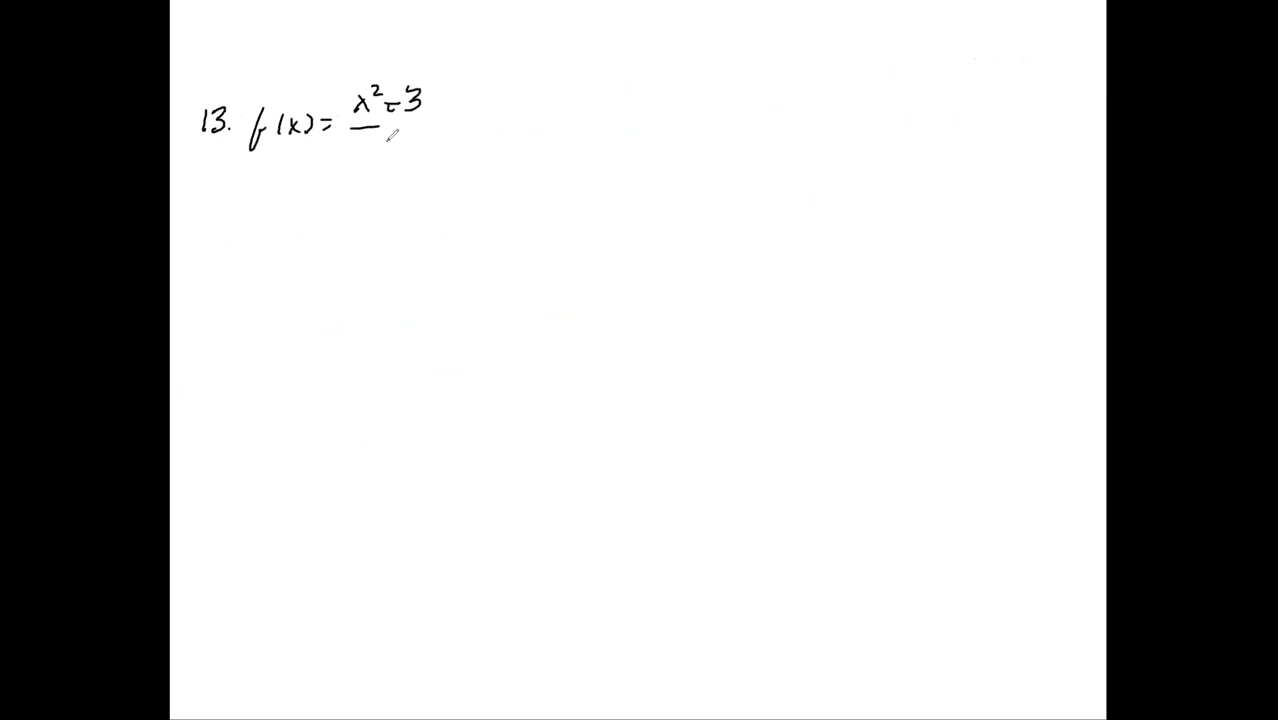 13. f(x) = x² - 3